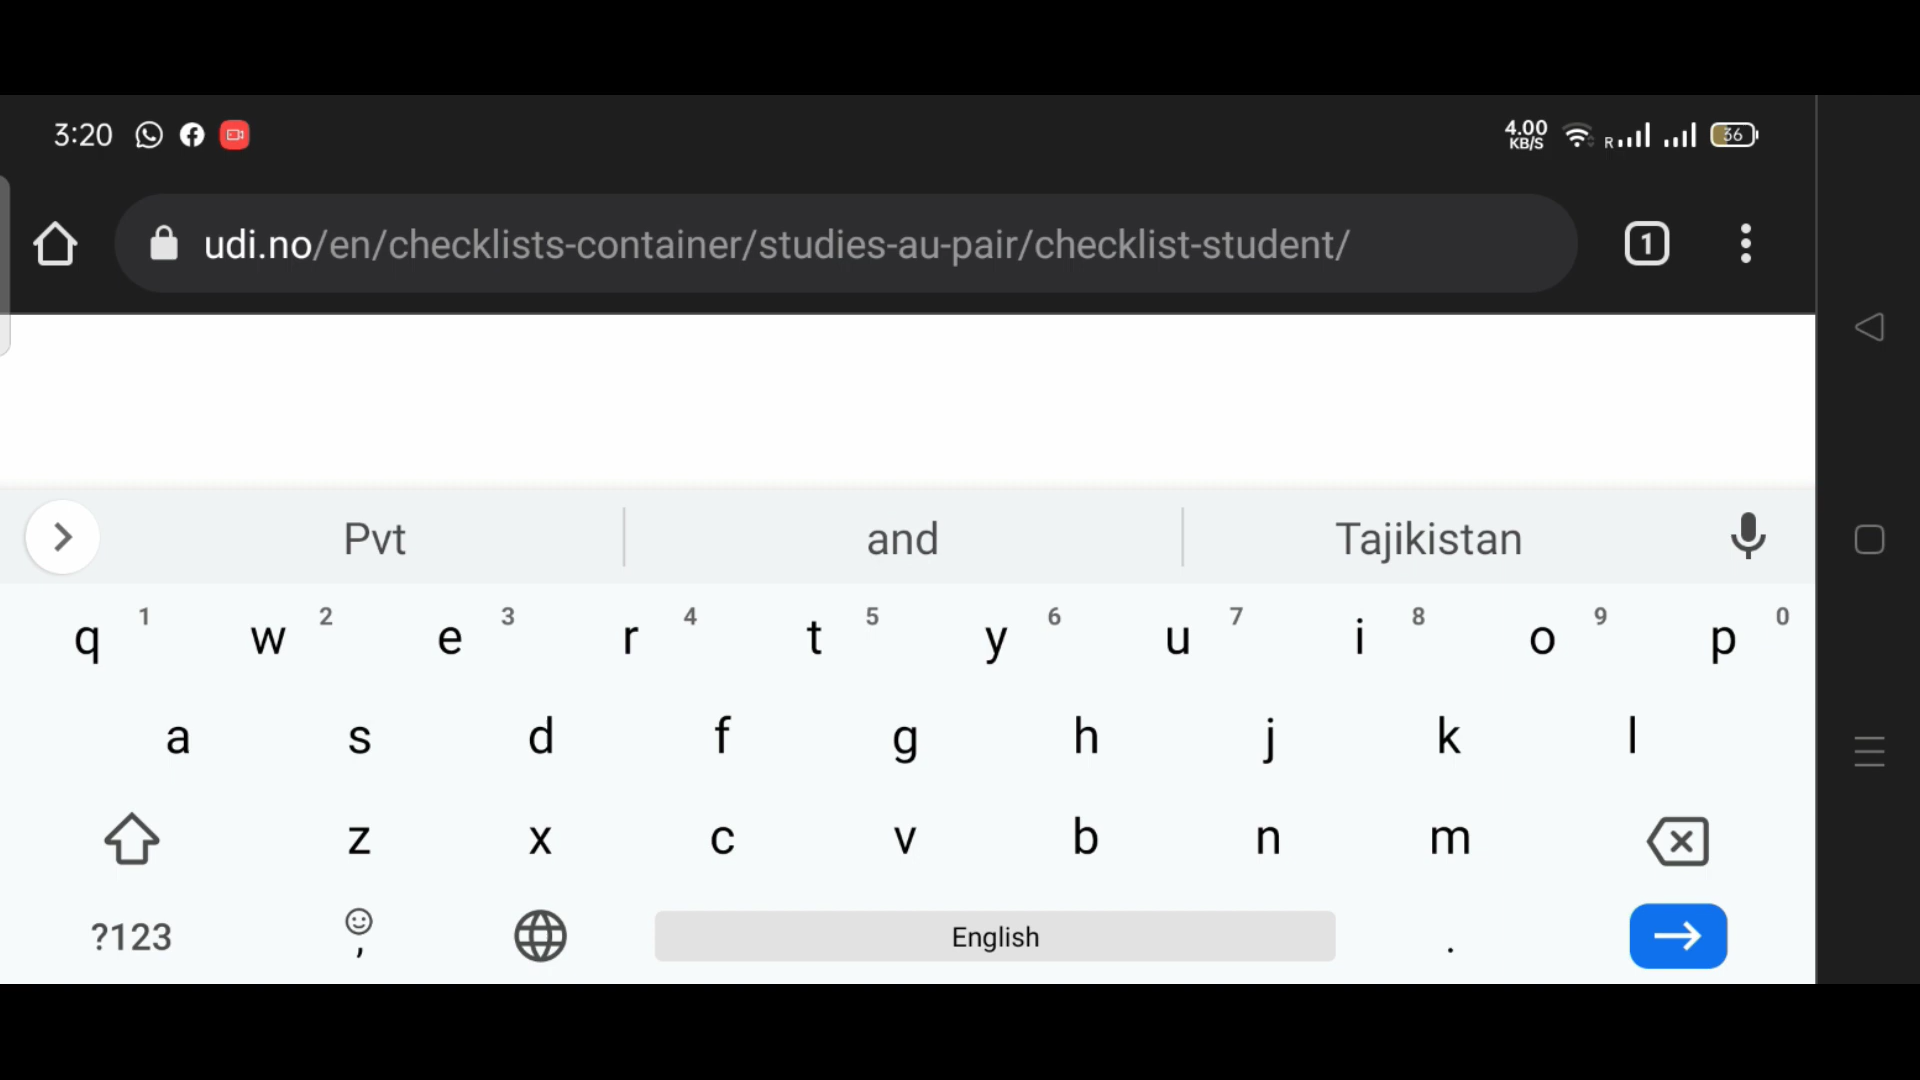 3:20 4.00 KB/S R 36
udi.no/en/checklists-container/studies-au-pair/checklist-student/ 1
Pvt and Tajikistan
q 1 w 2 e 3 r 4 t 5 y 6 u 7 i 8 o 9 p 0
a s d f g h j k l
z x c v b n m
?123 , English .